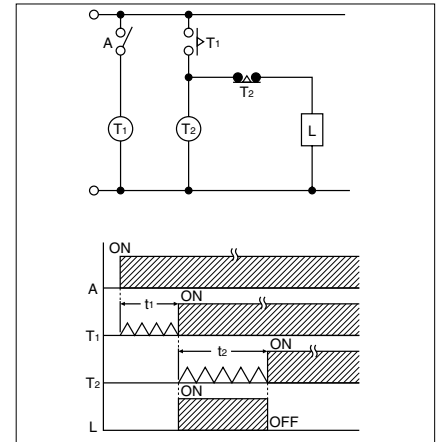 A T₁
T₂
T₁ T₂ L
ON
A
t₁ ON
T₁
t₂ ON
T₂
ON
L OFF